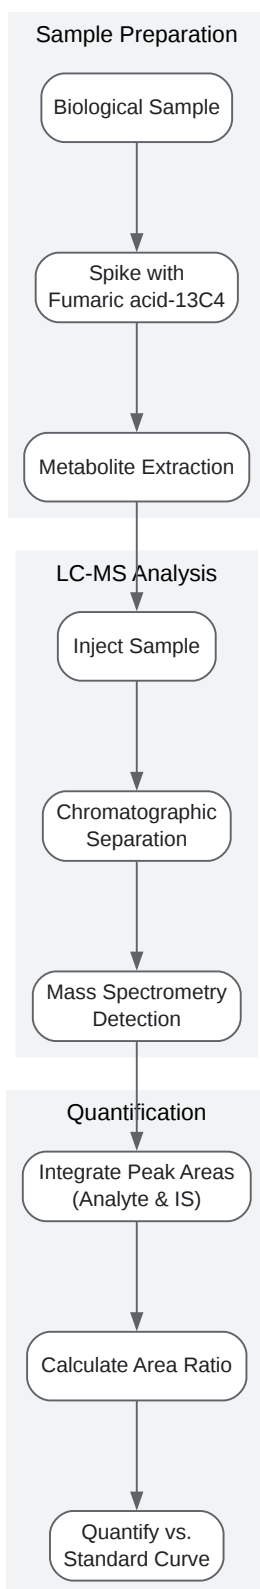 Sample Preparation
Biological Sample
Spike with
Fumaric acid-13C4
Metabolite Extraction
LC-MS Analysis
Inject Sample
Chromatographic
Separation
Mass Spectrometry
Detection
Quantification
Integrate Peak Areas
(Analyte & IS)
Calculate Area Ratio
Quantify vs.
Standard Curve